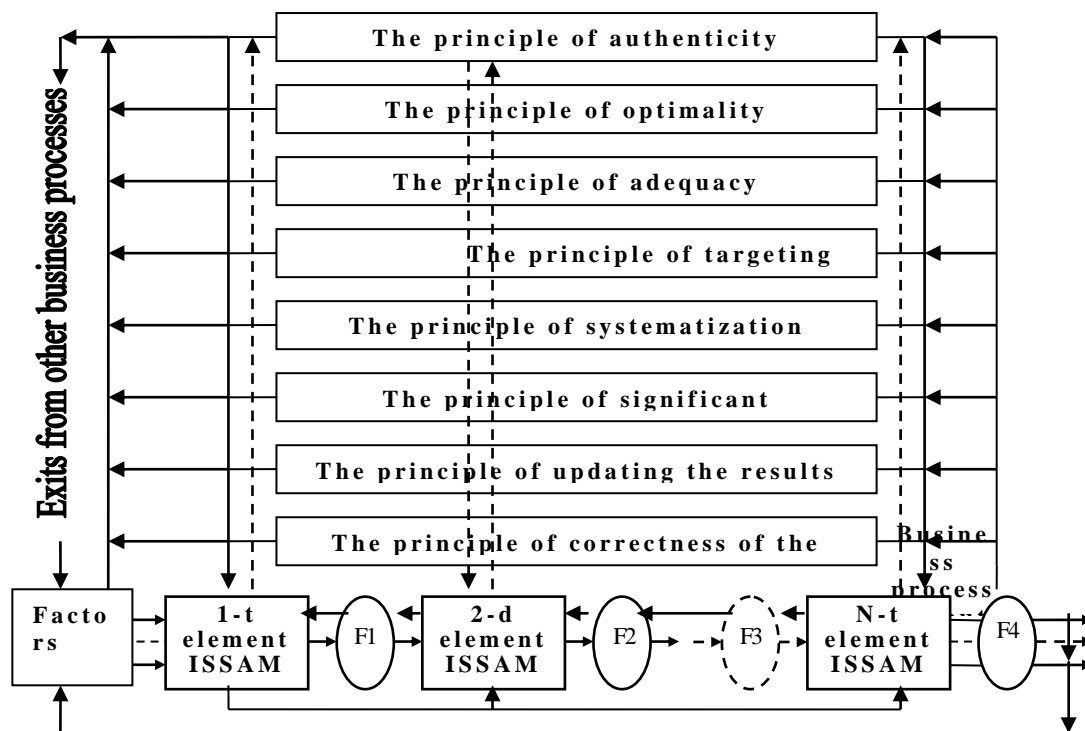 The principle of authenticity
The principle of optimality
The principle of adequacy
The principle of targeting
The principle of systematization
The principle of significant
The principle of updating the results
The principle of correctness of the
Exits from other business processes
Busine
ss
process
Facto
rs
1-t
element
ISSAM
F1
2-d
element
ISSAM
F2
F3
N-t
element
ISSAM
F4